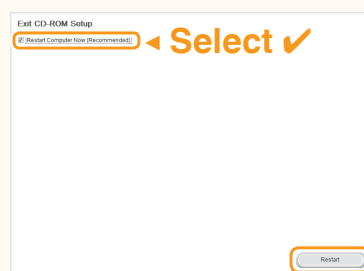 Exit CD-ROM Setup
Restart Computer Now (Recommended)
Select
Restart